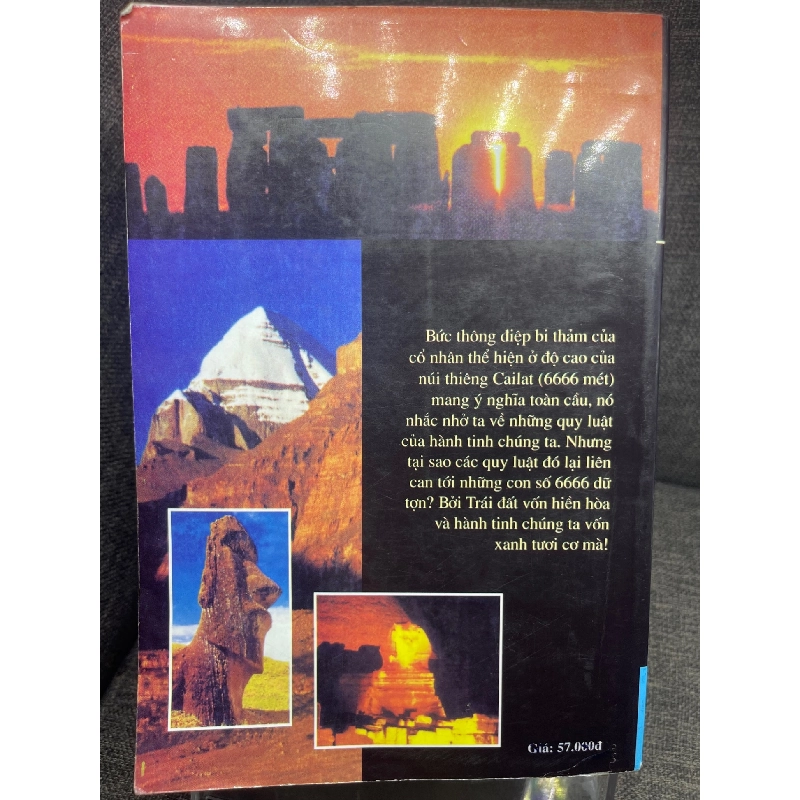 Bức thông điệp bi thảm của
cổ nhân thể hiện ở độ cao của
núi thiêng Cailat (6666 mét)
mang ý nghĩa toàn cầu, nó
nhắc nhở ta về những quy luật
của hành tinh chúng ta. Nhưng
tại sao các quy luật đó lại liên
can tới những con số 6666 dữ
tợn? Bởi Trái đất vốn hiền hòa
và hành tinh chúng ta vốn
xanh tươi cơ mà!
Giá: 57.000đ